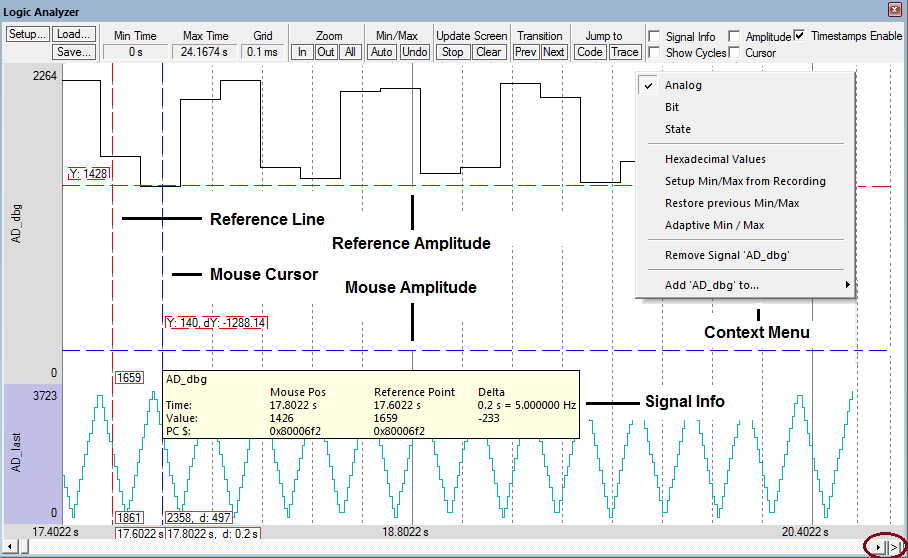 Logic Analyzer
Setup... Load... Min Time Max Time Grid Zoom Min/Max Update Screen Transition Jump to Signal Info Amplitude Timestamps Enable
Save... 0 s 24.1674 s 0.1 ms In Out All Auto Undo Stop Clear Prev Next Code Trace Show Cycles Cursor
2264
Analog
Bit
State
Hexadecimal Values
Setup Min/Max from Recording
Restore previous Min/Max
Adaptive Min / Max
Remove Signal 'AD_dbg'
Add 'AD_dbg' to...
Y: 1428
AD_dbg
Reference Line
Reference Amplitude
Mouse Cursor
Mouse Amplitude
Y: 140, dY: -1288.14
Context Menu
0
1659
AD_dbg
Mouse Pos Reference Point Delta
Time: 17.8022 s 17.6022 s 0.2 s = 5.000000 Hz
Value: 1426 1659 -233
PC $: 0x80006f2 0x80006f2
Signal Info
3723
AD_last
0
1861 2358, d: 497
17.4022 s 17.6022 s 17.8022 s, d: 0.2 s 18.8022 s 20.4022 s